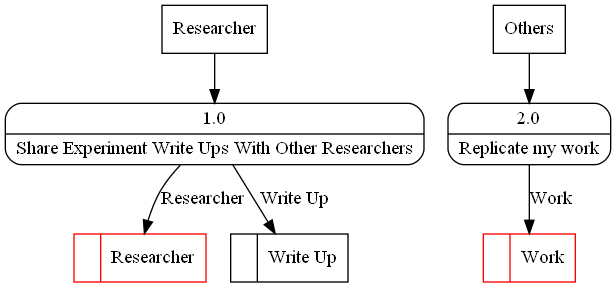 Researcher
Others
1.0
Share Experiment Write Ups With Other Researchers
2.0
Replicate my work
Researcher
Write Up
Work
Researcher
Write Up
Work